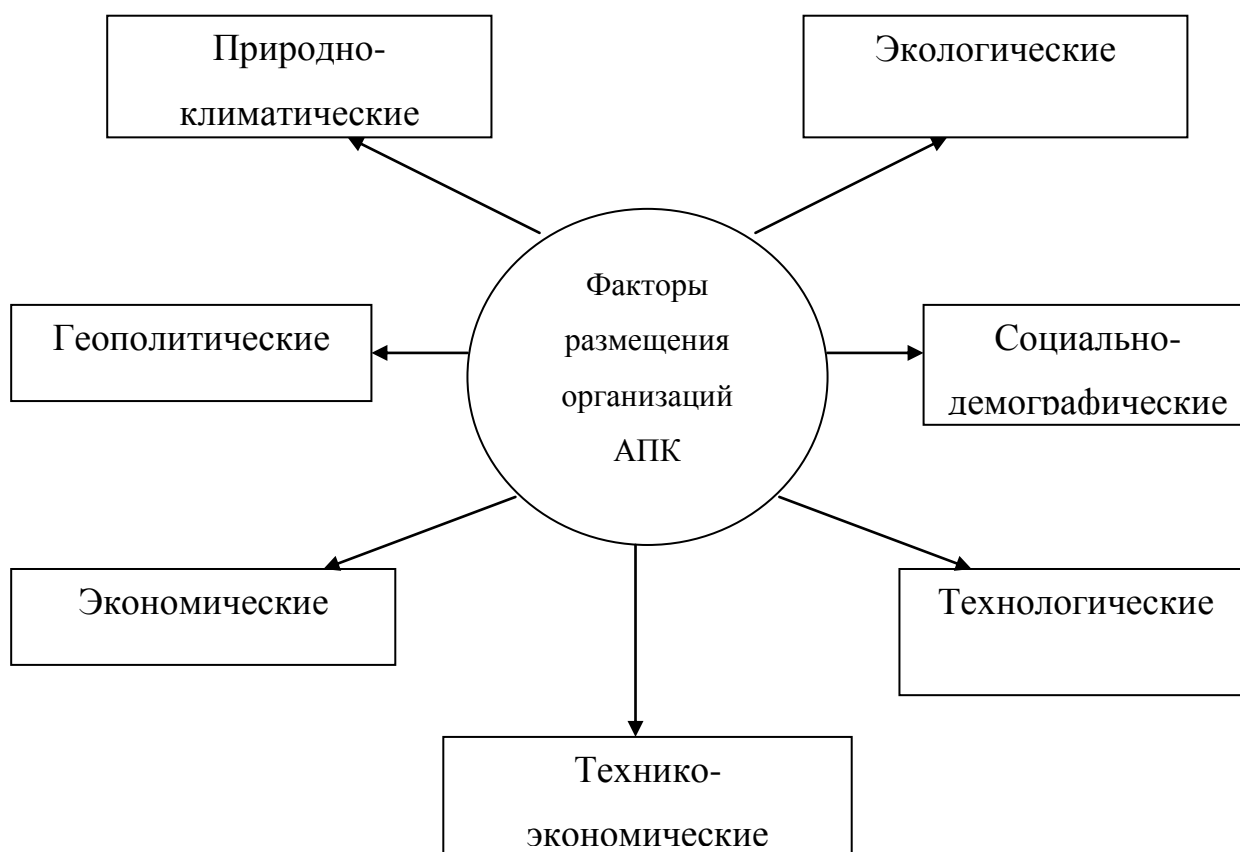 Природно-
климатические
Экологические
Факторы
размещения
организаций
АПК
Геополитические
Социально-
демографические
Экономические
Технологические
Технико-
экономические